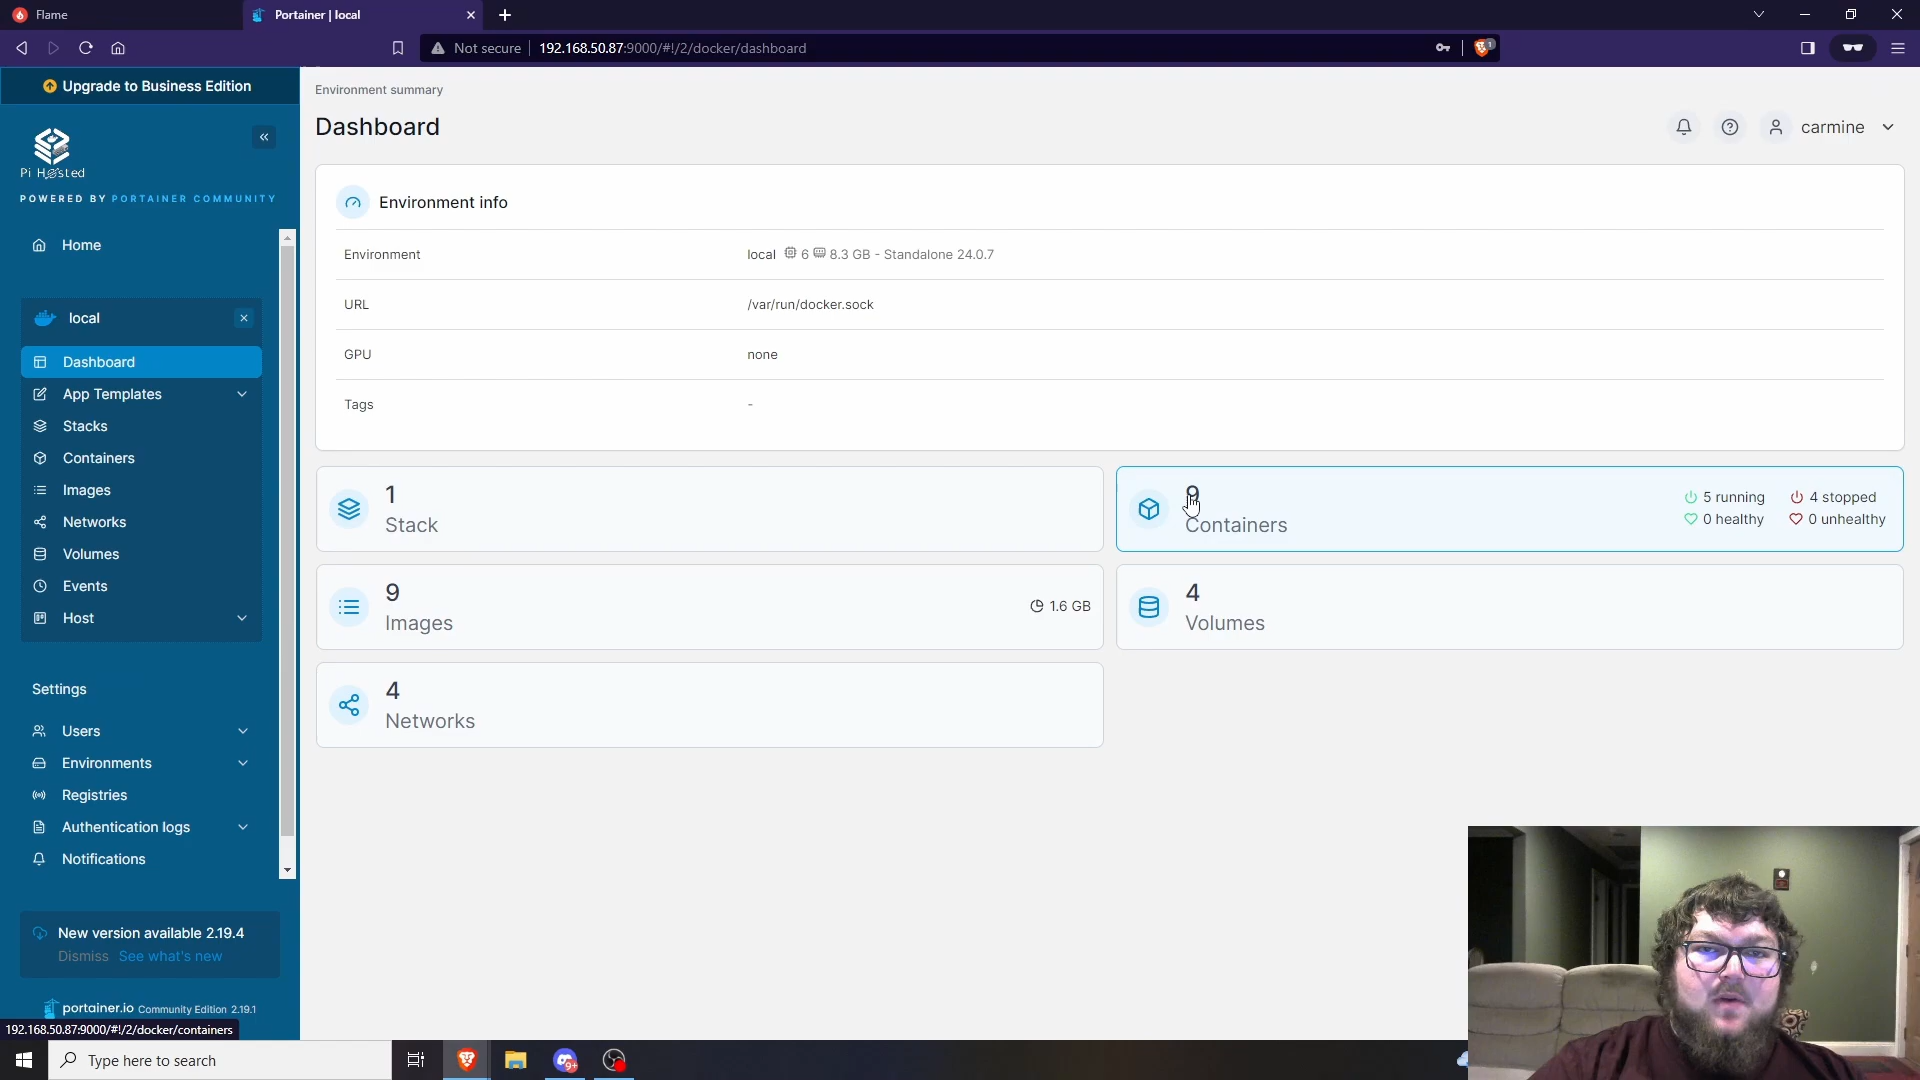 Flame
Portainer | local
Not secure
192.168.50.87:9000/#!/2/docker/dashboard
1
Upgrade to Business Edition
Pi Hosted
POWERED BY PORTAINER COMMUNITY
Home
local
Dashboard
App Templates
Stacks
Containers
Images
Networks
Volumes
Events
Host
Settings
Users
Environments
Registries
Authentication logs
Notifications
New version available 2.19.4
Dismiss See what's new
portainer.io Community Edition 2.19.1
192.168.50.87:9000/#!/2/docker/containers
Environment summary
Dashboard
carmine
Environment info
Environment local 6 8.3 GB - Standalone 24.0.7
URL /var/run/docker.sock
GPU none
Tags -
1
Stack
9
Containers
5 running 4 stopped
0 healthy 0 unhealthy
9
Images
1.6 GB
4
Volumes
4
Networks
Type here to search
9+